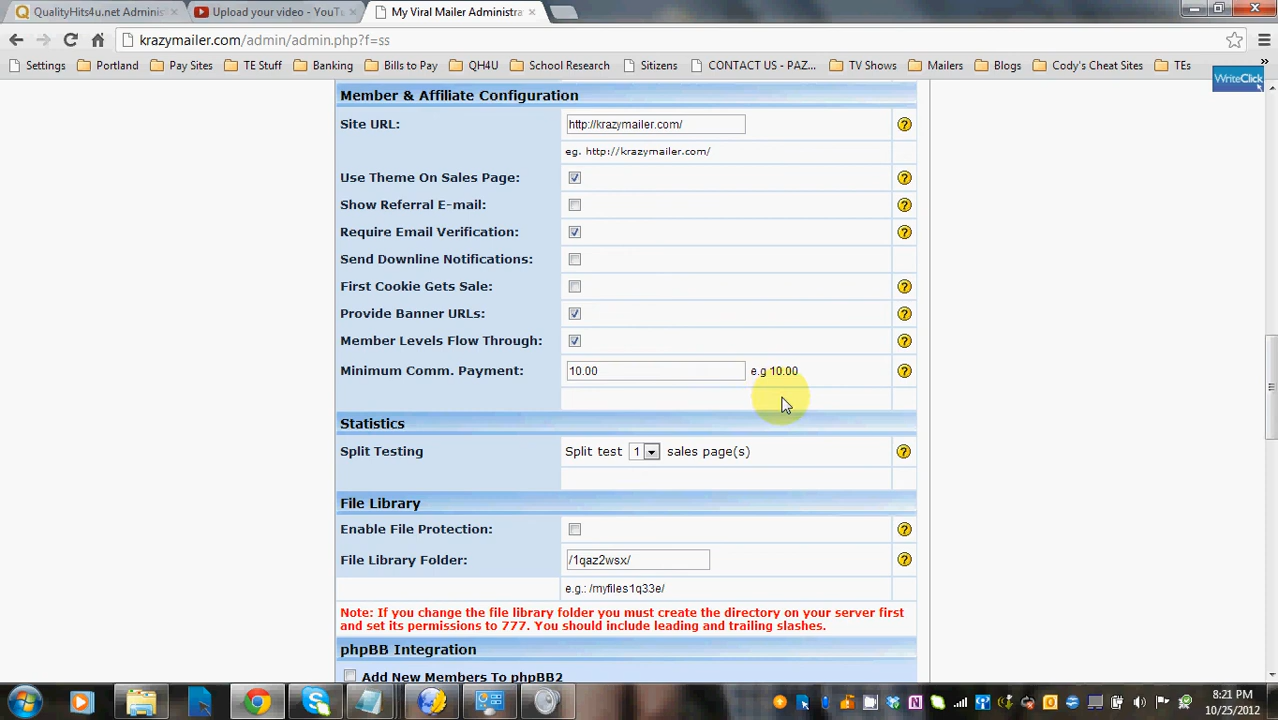 QualityHits4u.net Adminis
Upload your video - YouT
My Viral Mailer Administra
krazymailer.com/admin/admin.php?f=ss
Settings
Portland
Pay Sites
TE Stuff
Banking
Bills to Pay
QH4U
School Research
Sitizens
CONTACT US - PAZ...
TV Shows
Mailers
Blogs
Cody's Cheat Sites
TEs
»
WriteClick
Member & Affiliate Configuration
Site URL: http://krazymailer.com/ ?
eg. http://krazymailer.com/
Use Theme On Sales Page: ?
Show Referral E-mail: ?
Require Email Verification: ?
Send Downline Notifications:
First Cookie Gets Sale: ?
Provide Banner URLs: ?
Member Levels Flow Through: ?
Minimum Comm. Payment: 10.00 e.g 10.00 ?
Statistics
Split Testing Split test 1 sales page(s) ?
File Library
Enable File Protection: ?
File Library Folder: /1qaz2wsx/ ?
e.g.: /myfiles1q33e/
Note: If you change the file library folder you must create the directory on your server first
and set its permissions to 777. You should include leading and trailing slashes.
phpBB Integration
Add New Members To phpBB2
8:21 PM
10/25/2012